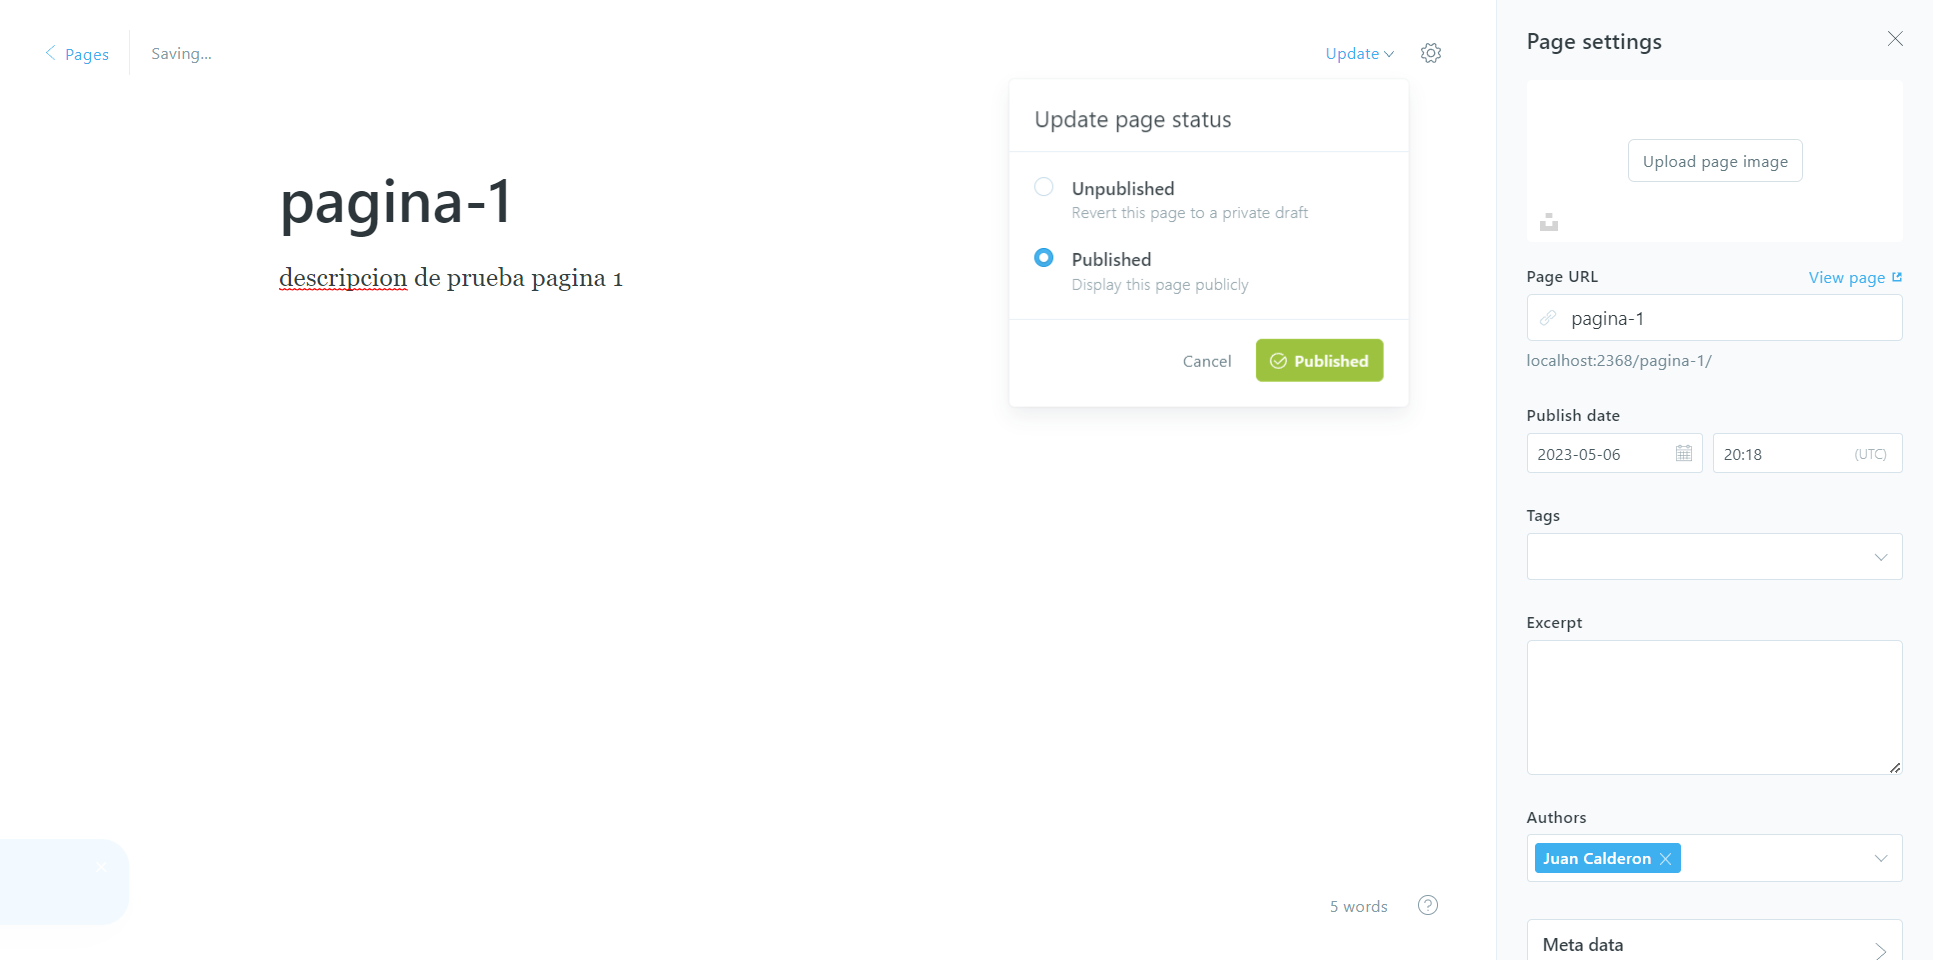 Pages
Saving...
Update
pagina-1
descripcion de prueba pagina 1
Update page status
Unpublished
Revert this page to a private draft
Published
Display this page publicly
Cancel
Published
5 words
Page settings
Upload page image
Page URL
View page
pagina-1
localhost:2368/pagina-1/
Publish date
2023-05-06
20:18
(UTC)
Tags
Excerpt
Authors
Juan Calderon
Meta data